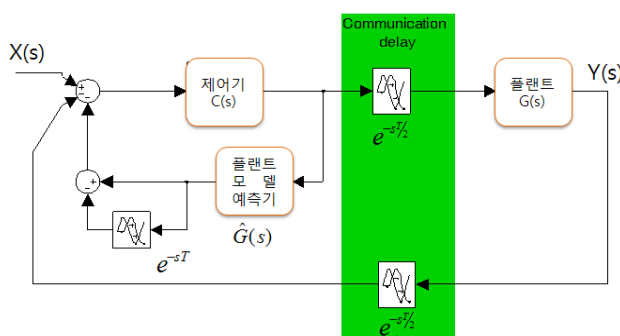 Communication
delay
X(s)
제어기
C(s)
플랜트
G(s)
Y(s)
e^{-sT/2}
플랜트
모 델
예측기
Ĝ(s)
e^{-sT}
e^{-sT/2}